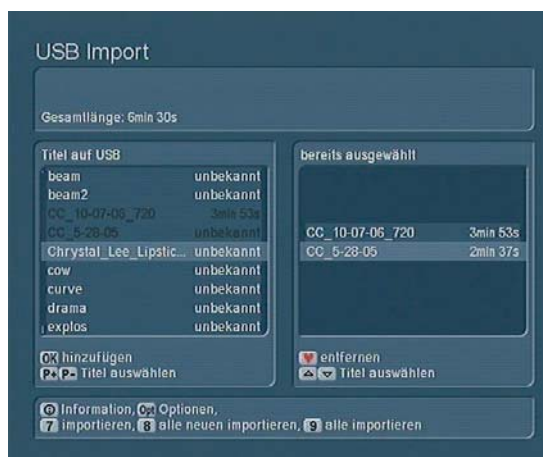 USB Import
Gesamtlänge: 6min 30s
Titel auf USB
beam unbekannt
beam2 unbekannt
CC_10-07-06_720 3min 53s
CC_5-28-05 unbekannt
Chrystal_Lee_Lipstic... unbekannt
cow unbekannt
curve unbekannt
drama unbekannt
explos unbekannt
OK hinzufügen
P+ P- Titel auswählen
bereits ausgewählt
CC_10-07-06_720 3min 53s
CC_5-28-05 2min 37s
entfernen
Titel auswählen
Information, Opt Optionen,
7 importieren, 8 alle neuen importieren, 9 alle importieren